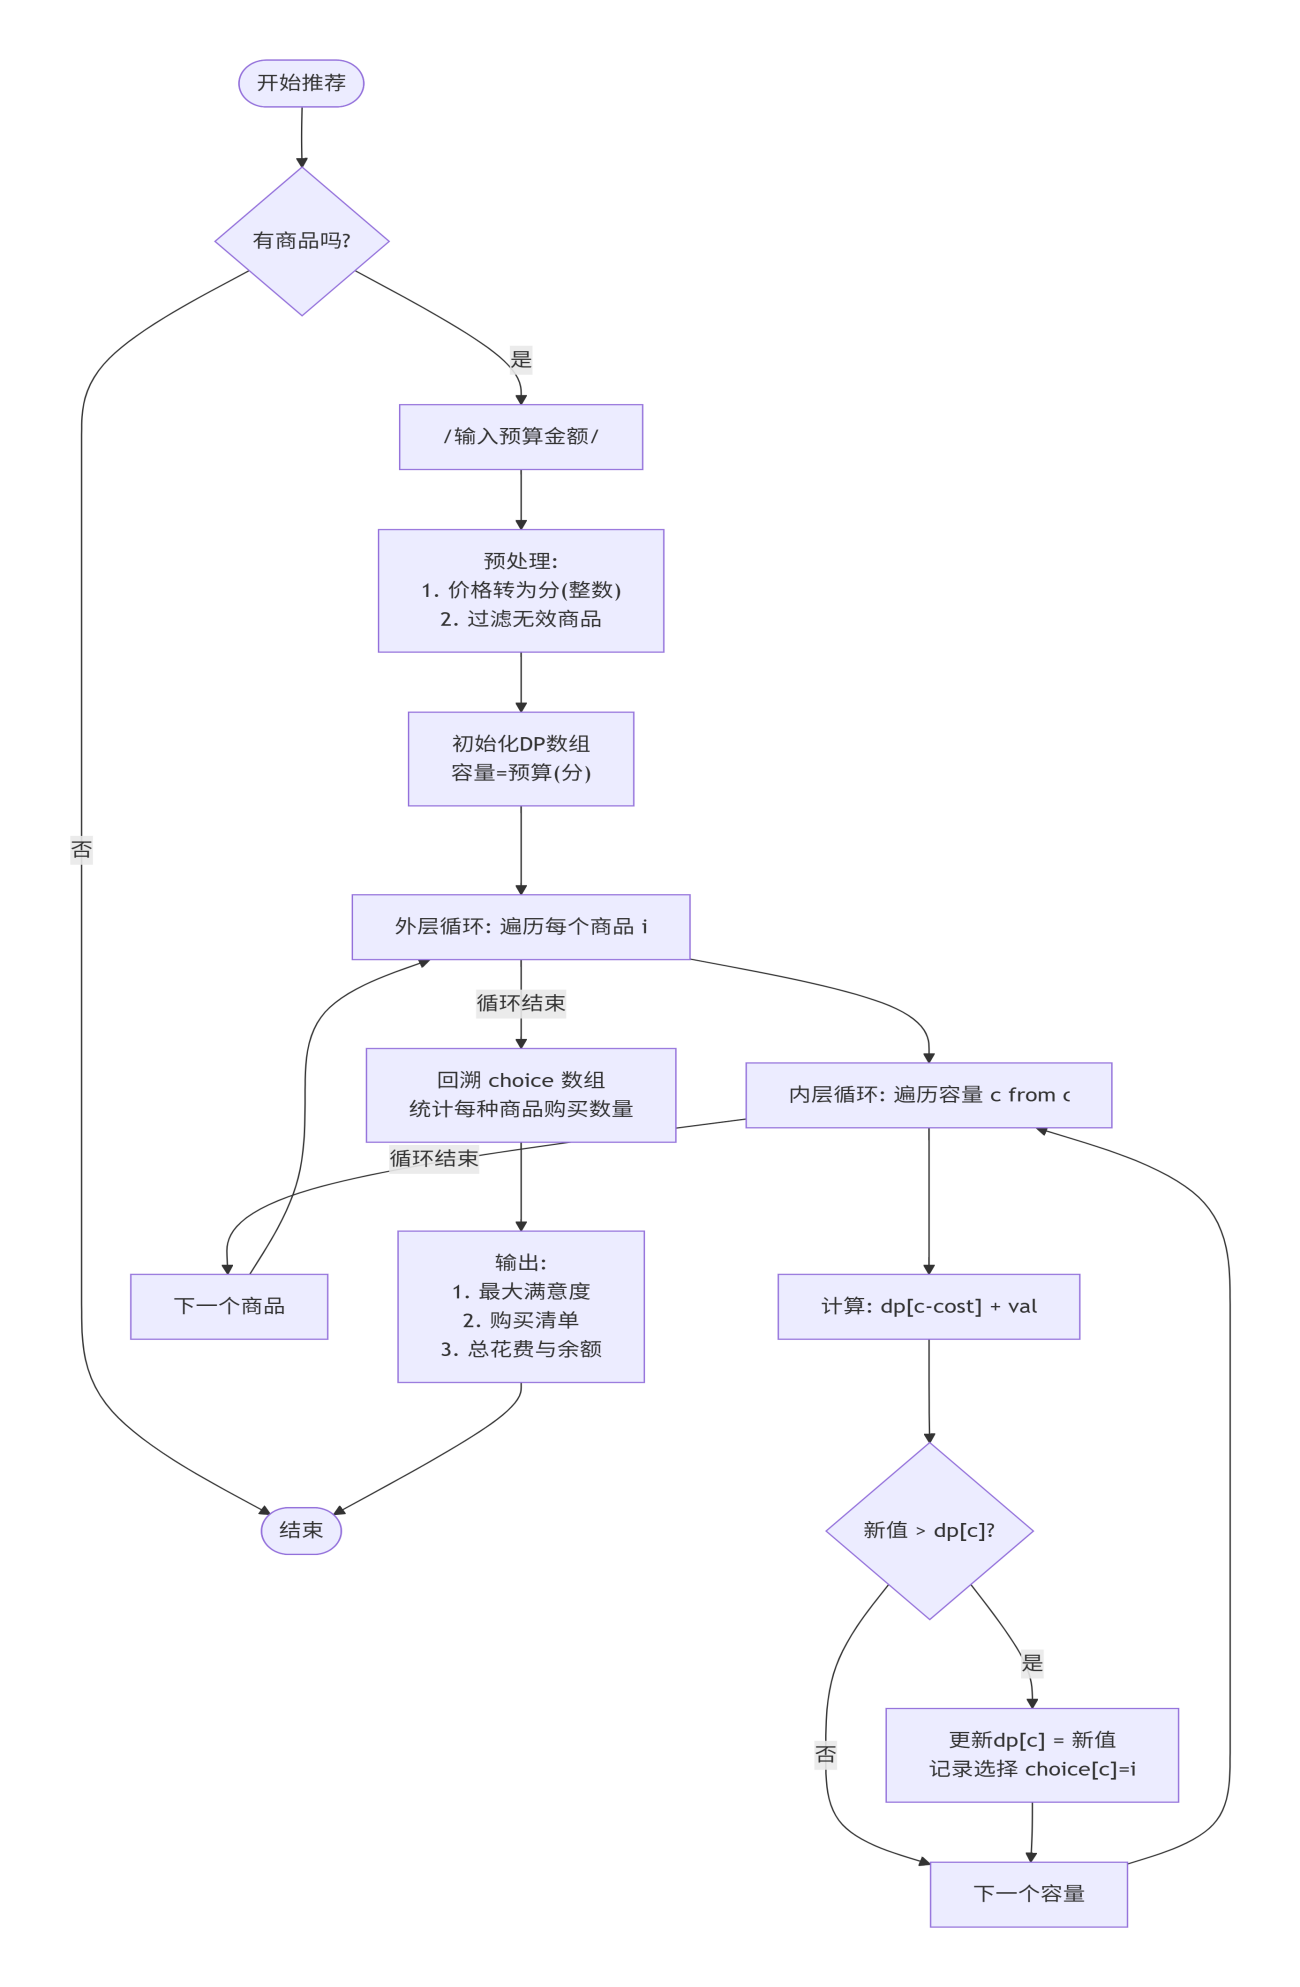 开始推荐
有商品吗?
是
/输入预算金额/
预处理:
1. 价格转为分(整数)
2. 过滤无效商品
初始化DP数组
容量=预算(分)
否
外层循环: 遍历每个商品 i
循环结束
回溯 choice 数组
统计每种商品购买数量
内层循环: 遍历容量 c from
循环结束
下一个商品
输出:
1. 最大满意度
2. 购买清单
3. 总花费与余额
计算: dp[c-cost] + val
结束
新值 > dp[c]?
是
否
更新dp[c] = 新值
记录选择 choice[c]=i
下一个容量